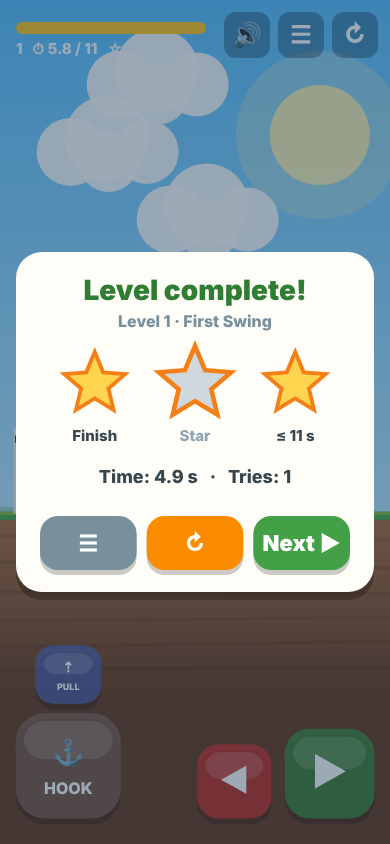 1 ⏱ 5.8 / 11 ☆
Level complete!
Level 1 · First Swing
Finish
Star
≤ 11 s
Time: 4.9 s · Tries: 1
Next ▶
PULL
HOOK